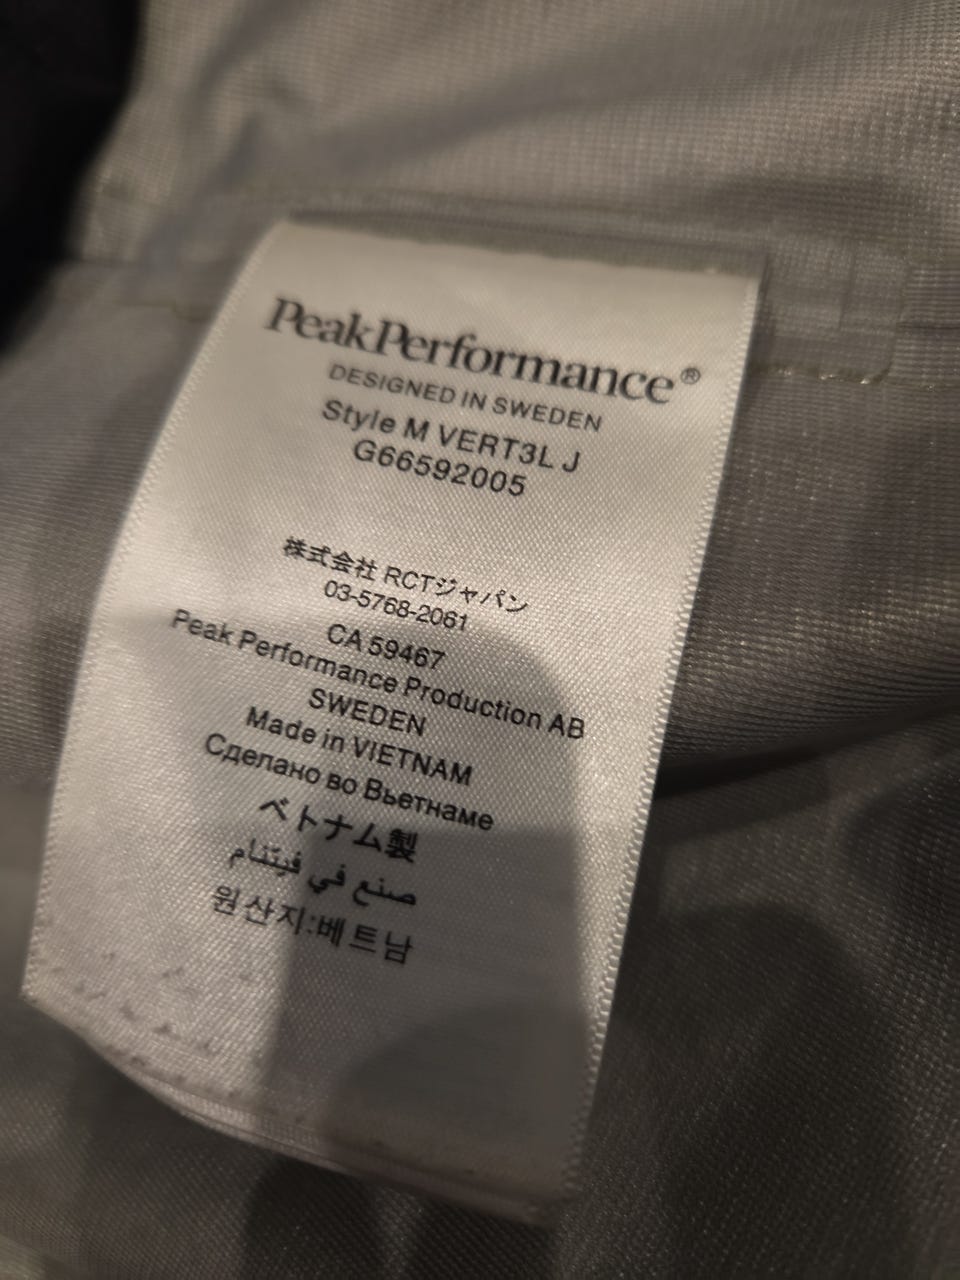 PeakPerformance®
DESIGNED IN SWEDEN
Style M VERT3L J
G66592005
株式会社 RCTジャパン
03-5768-2061
CA 59467
Peak Performance Production AB
SWEDEN
Made in VIETNAM
Сделано во Вьетнаме
ベトナム製
صنع في فيتنام
원산지:베트남